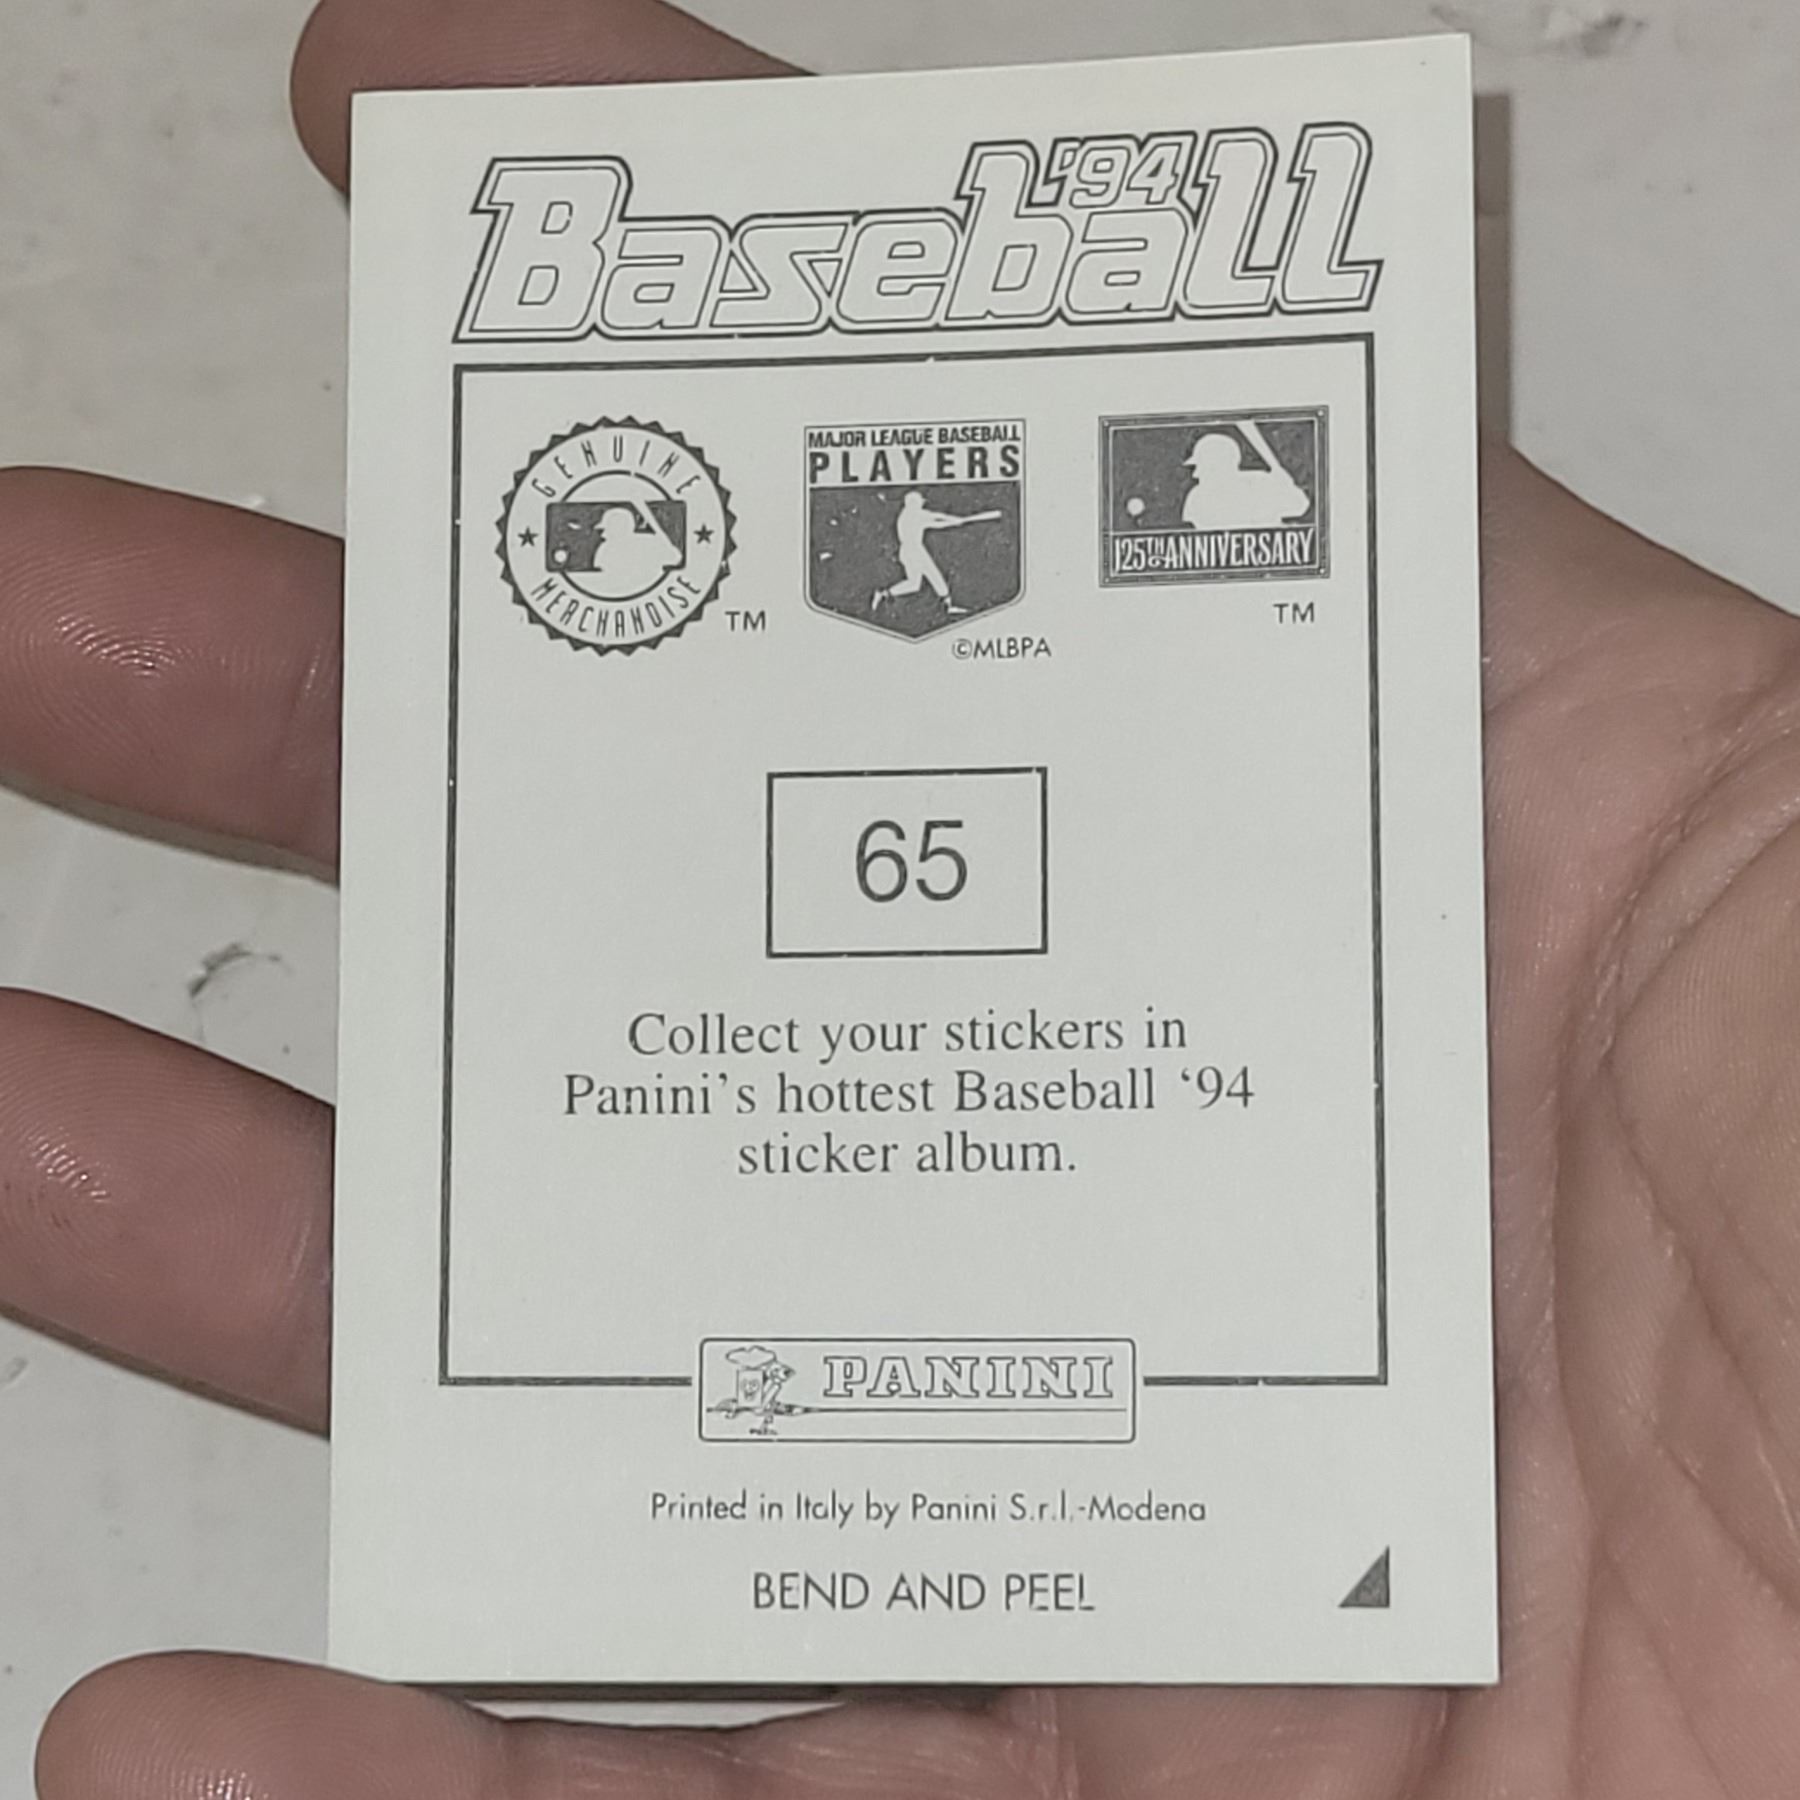 Baseball '94
GENUINE MERCHANDISE
TM
MAJOR LEAGUE BASEBALL
PLAYERS
©MLBPA
125TH ANNIVERSARY
TM
65
Collect your stickers in
Panini's hottest Baseball ‘94
sticker album.
PANINI
Printed in Italy by Panini S.r.l.-Modena
BEND AND PEEL